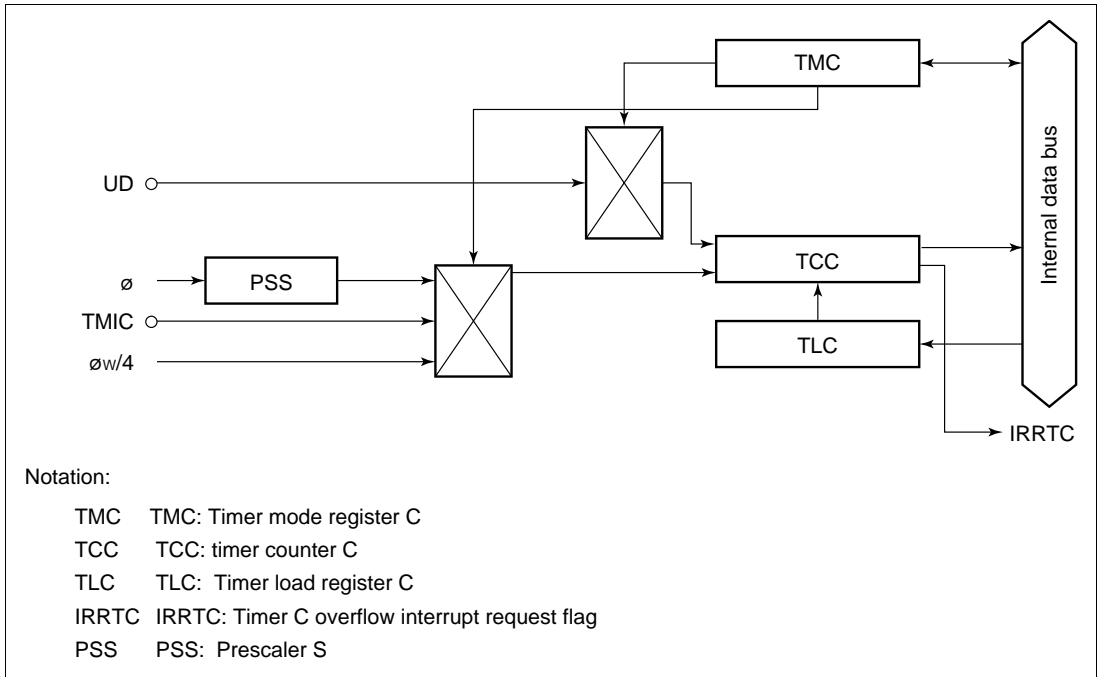 TMC
UD
Internal data bus
ø
PSS
TCC
TMIC
TLC
øw/4
IRRTC
Notation:
TMC TMC: Timer mode register C
TCC TCC: timer counter C
TLC TLC: Timer load register C
IRRTC IRRTC: Timer C overflow interrupt request flag
PSS PSS: Prescaler S